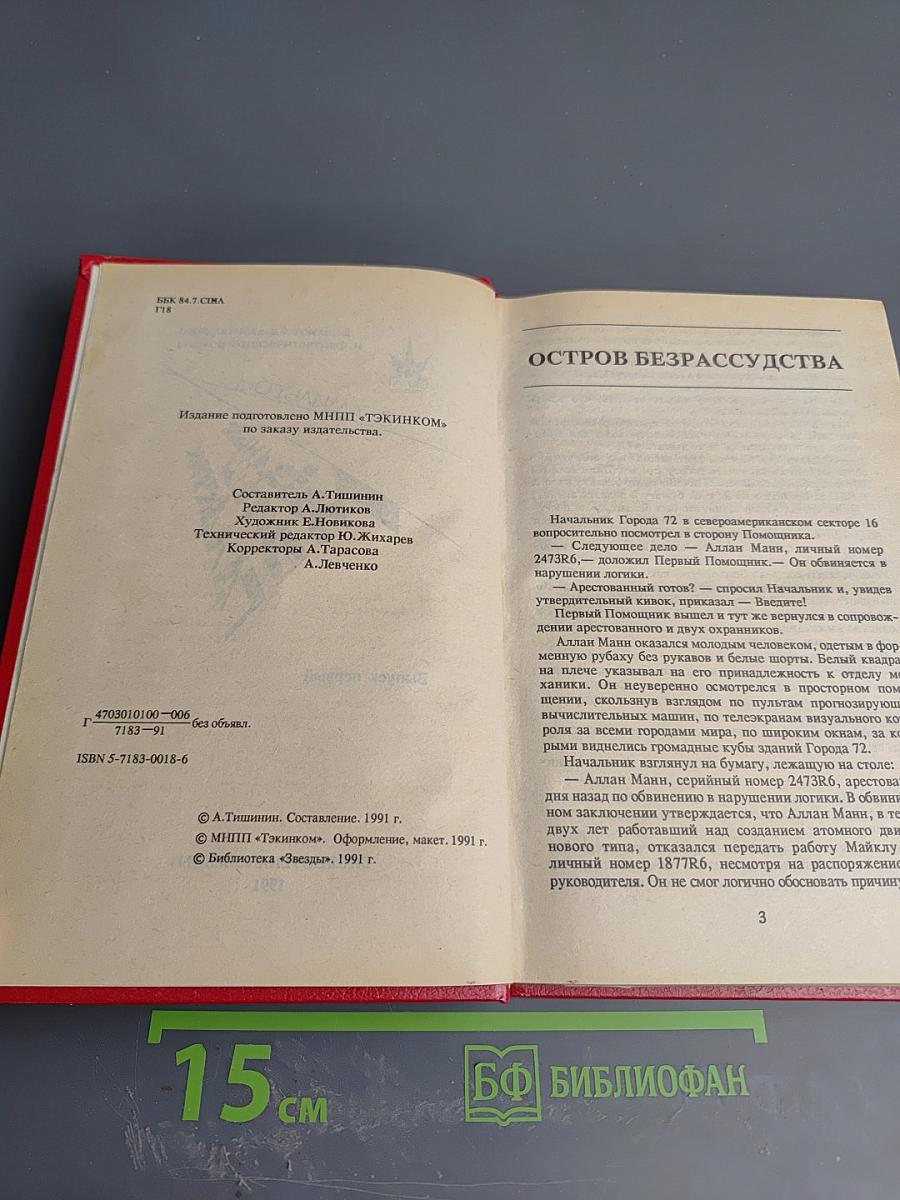 ББК 84.7.США
Г18
Издание подготовлено МНПП «ТЭКИНКОМ»
по заказу издательства.
Составитель А.Тишинин
Редактор А.Лютиков
Художник Е.Новикова
Технический редактор Ю.Жихарев
Корректоры А.Тарасова
А.Левченко
Г 4703010100—006
7183—91
без объявл.
ISBN 5-7183-0018-6
© А.Тишинин. Составление. 1991 г.
© МНПП «Тэкинком». Оформление, макет. 1991 г.
© Библиотека «Звезды». 1991 г.
ОСТРОВ БЕЗРАССУДСТВА
Начальник Города 72 в североамериканском секторе 16
вопросительно посмотрел в сторону Помощника.
— Следующее дело — Аллан Манн, личный номер
2473R6,— доложил Первый Помощник.— Он обвиняется в
нарушении логики.
— Арестованный готов? — спросил Начальник и, увидев
утвердительный кивок, приказал — Введите!
Первый Помощник вышел и тут же вернулся в сопровож-
дении арестованного и двух охранников.
Аллан Манн оказался молодым человеком, одетым в фор-
менную рубаху без рукавов и белые шорты. Белый квадра
на плече указывал на его принадлежность к отделу ме
ханики. Он неуверенно осмотрелся в просторном пом
щении, скользнув взглядом по пультам прогнозирующ
вычислительных машин, по телеэкранам визуального ко
роля за всеми городами мира, по широким окнам, за ко
рыми виднелись громадные кубы зданий Города 72.
Начальник взглянул на бумагу, лежащую на столе:
— Аллан Манн, серийный номер 2473R6, арестова
дня назад по обвинению в нарушении логики. В обвини
ном заключении утверждается, что Аллан Манн, в те
двух лет работавший над созданием атомного дви
нового типа, отказался передать работу Майклу
личный номер 1877R6, несмотря на распоряжение
руководителя. Он не смог логично обосновать причину
3
15 см
БФ БИБЛИОФАН